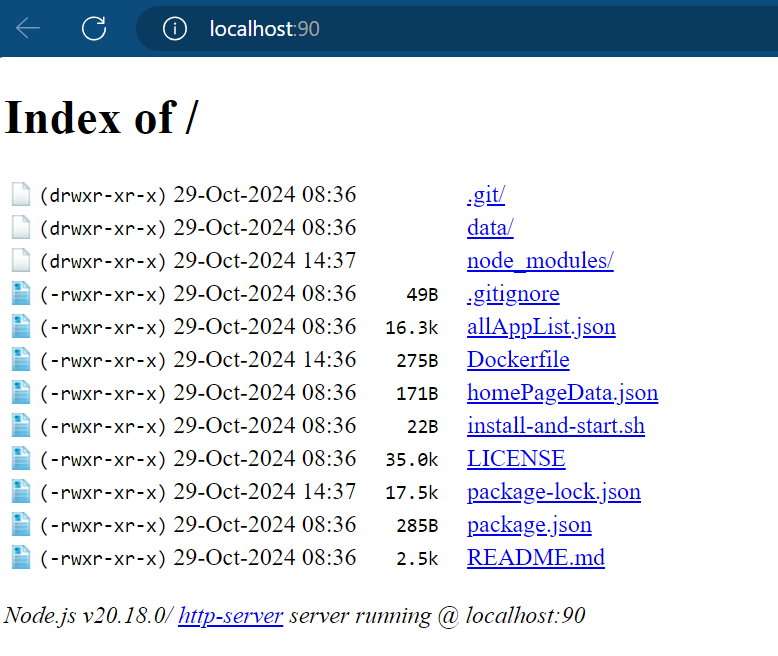 localhost:90
Index of /
(drwxr-xr-x) 29-Oct-2024 08:36 .git/
(drwxr-xr-x) 29-Oct-2024 08:36 data/
(drwxr-xr-x) 29-Oct-2024 14:37 node_modules/
(-rwxr-xr-x) 29-Oct-2024 08:36 49B .gitignore
(-rwxr-xr-x) 29-Oct-2024 08:36 16.3k allAppList.json
(-rwxr-xr-x) 29-Oct-2024 14:36 275B Dockerfile
(-rwxr-xr-x) 29-Oct-2024 08:36 171B homePageData.json
(-rwxr-xr-x) 29-Oct-2024 08:36 22B install-and-start.sh
(-rwxr-xr-x) 29-Oct-2024 08:36 35.0k LICENSE
(-rwxr-xr-x) 29-Oct-2024 14:37 17.5k package-lock.json
(-rwxr-xr-x) 29-Oct-2024 08:36 285B package.json
(-rwxr-xr-x) 29-Oct-2024 08:36 2.5k README.md
Node.js v20.18.0/ http-server server running @ localhost:90